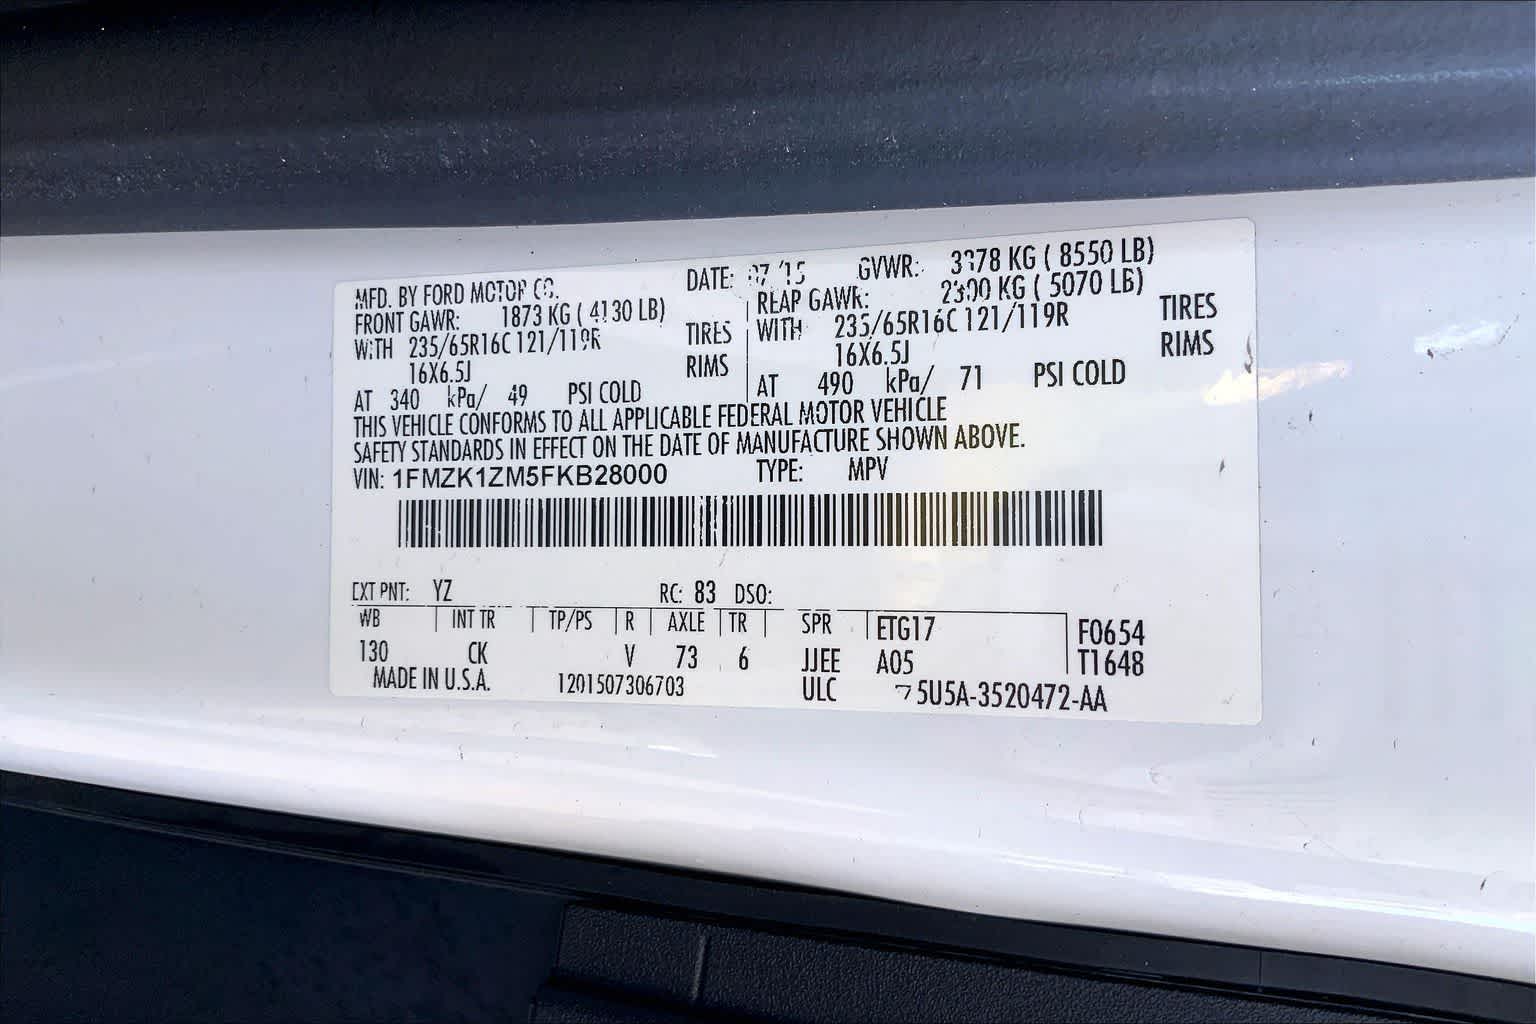 MFD. BY FORD MOTOR CO. DATE: 07/15 GVWR: 3878 KG ( 8550 LB)
FRONT GAWR: 1873 KG ( 4130 LB) REAR GAWR: 2300 KG ( 5070 LB)
WITH 235/65R16C 121/119R TIRES WITH 235/65R16C 121/119R TIRES
16X6.5J RIMS 16X6.5J RIMS
AT 340 kPa/ 49 PSI COLD AT 490 kPa/ 71 PSI COLD
THIS VEHICLE CONFORMS TO ALL APPLICABLE FEDERAL MOTOR VEHICLE
SAFETY STANDARDS IN EFFECT ON THE DATE OF MANUFACTURE SHOWN ABOVE.
VIN: 1FMZK1ZM5FKB28000 TYPE: MPV
EXT PNT: YZ RC: 83 DSO:
WB INT TR TP/PS R AXLE TR SPR ETG17 F0654
130 CK V 73 6 JJEE A05 T1648
MADE IN U.S.A. 1201507306703 ULC 5U5A-3520472-AA